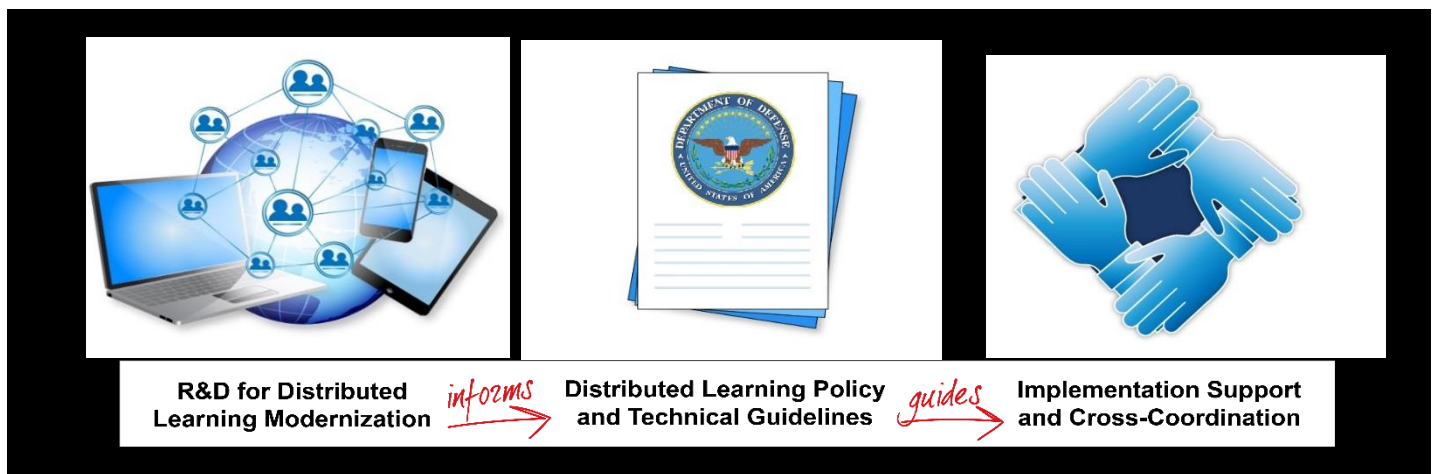 DEPARTMENT OF DEFENSE
UNITED STATES OF AMERICA
R&D for Distributed
Learning Modernization
informs
Distributed Learning Policy
and Technical Guidelines
guides
Implementation Support
and Cross-Coordination